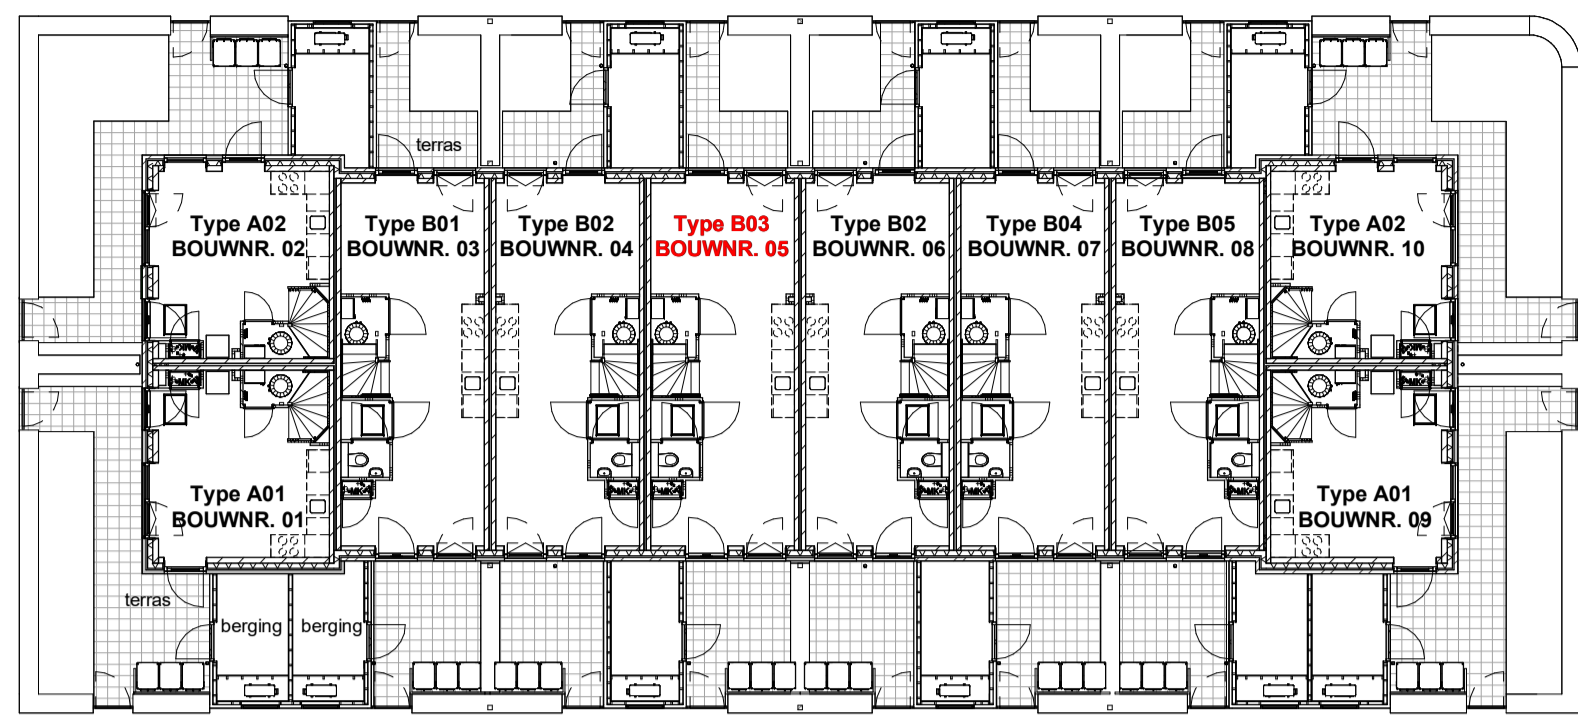 terras
Type A02
BOUWNR. 02
Type B01
BOUWNR. 03
Type B02
BOUWNR. 04
Type B03
BOUWNR. 05
Type B02
BOUWNR. 06
Type B04
BOUWNR. 07
Type B05
BOUWNR. 08
Type A02
BOUWNR. 10
Type A01
BOUWNR. 01
Type A01
BOUWNR. 09
terras
berging
berging